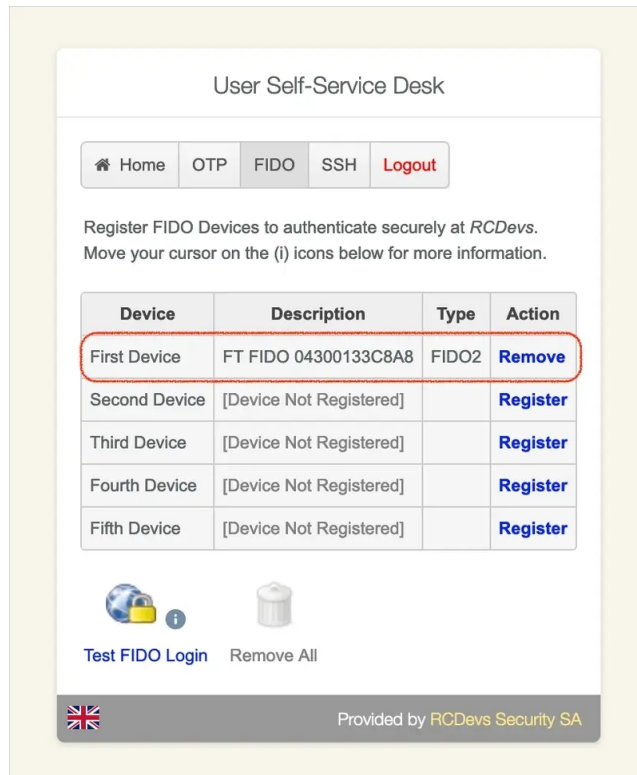 User Self-Service Desk
Home OTP FIDO SSH Logout
Register FIDO Devices to authenticate securely at RCDevs.
Move your cursor on the (i) icons below for more information.
Device Description Type Action
First Device FT FIDO 04300133C8A8 FIDO2 Remove
Second Device [Device Not Registered] Register
Third Device [Device Not Registered] Register
Fourth Device [Device Not Registered] Register
Fifth Device [Device Not Registered] Register
i
Test FIDO Login Remove All
Provided by RCDevs Security SA